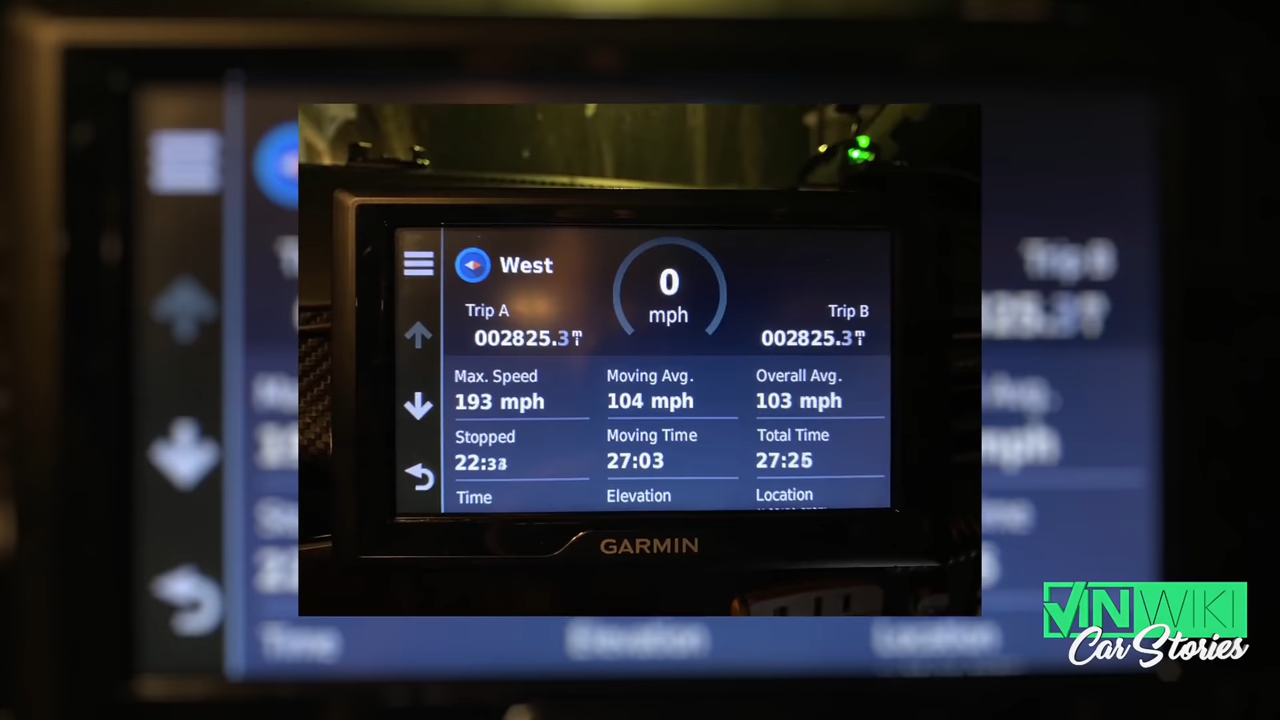 West
0
mph
Trip A
Trip B
002825.3
002825.3
Max. Speed
Moving Avg.
Overall Avg.
193 mph
104 mph
103 mph
Stopped
Moving Time
Total Time
22:33
27:03
27:25
Time
Elevation
Location
GARMIN
VINWIKI
Car Stories